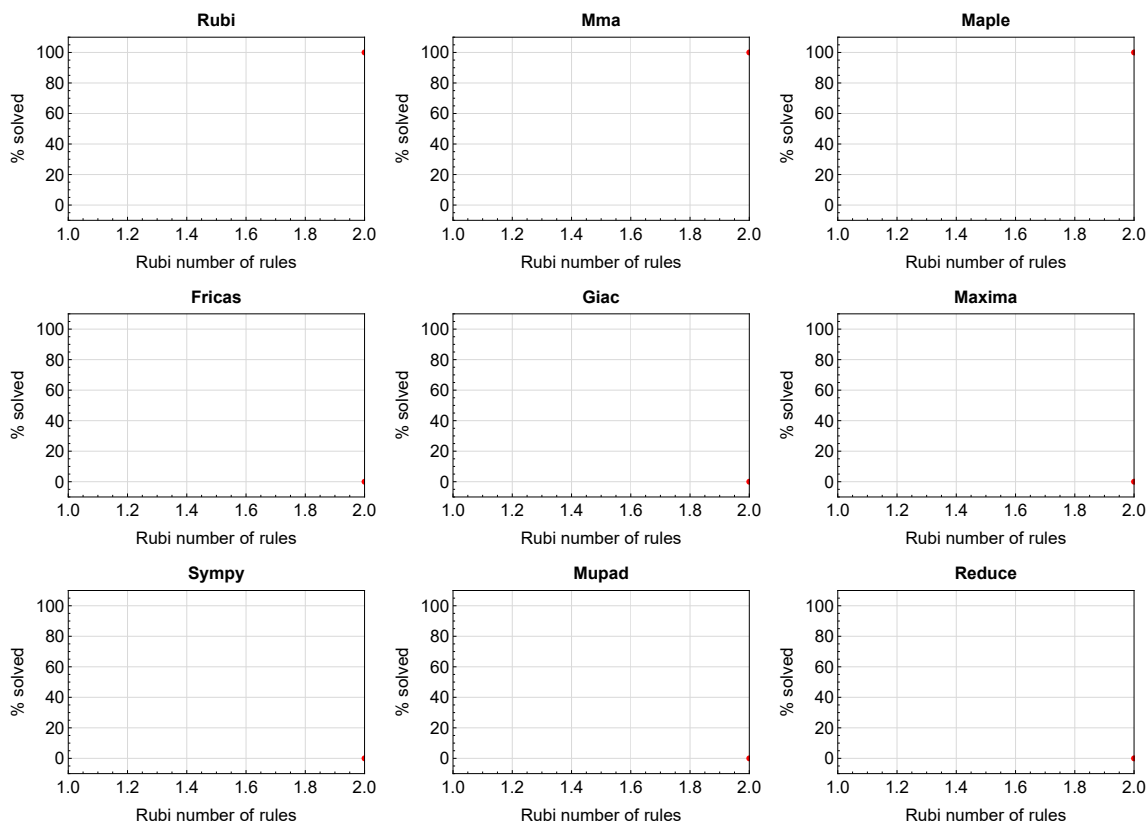 Rubi Mma Maple
100 100 100
80 80 80
60 60 60
40 40 40
20 20 20
0 0 0
% solved % solved % solved
1.0 1.2 1.4 1.6 1.8 2.0 1.0 1.2 1.4 1.6 1.8 2.0 1.0 1.2 1.4 1.6 1.8 2.0
Rubi number of rules Rubi number of rules Rubi number of rules
Fricas Giac Maxima
100 100 100
80 80 80
60 60 60
40 40 40
20 20 20
0 0 0
% solved % solved % solved
1.0 1.2 1.4 1.6 1.8 2.0 1.0 1.2 1.4 1.6 1.8 2.0 1.0 1.2 1.4 1.6 1.8 2.0
Rubi number of rules Rubi number of rules Rubi number of rules
Sympy Mupad Reduce
100 100 100
80 80 80
60 60 60
40 40 40
20 20 20
0 0 0
% solved % solved % solved
1.0 1.2 1.4 1.6 1.8 2.0 1.0 1.2 1.4 1.6 1.8 2.0 1.0 1.2 1.4 1.6 1.8 2.0
Rubi number of rules Rubi number of rules Rubi number of rules